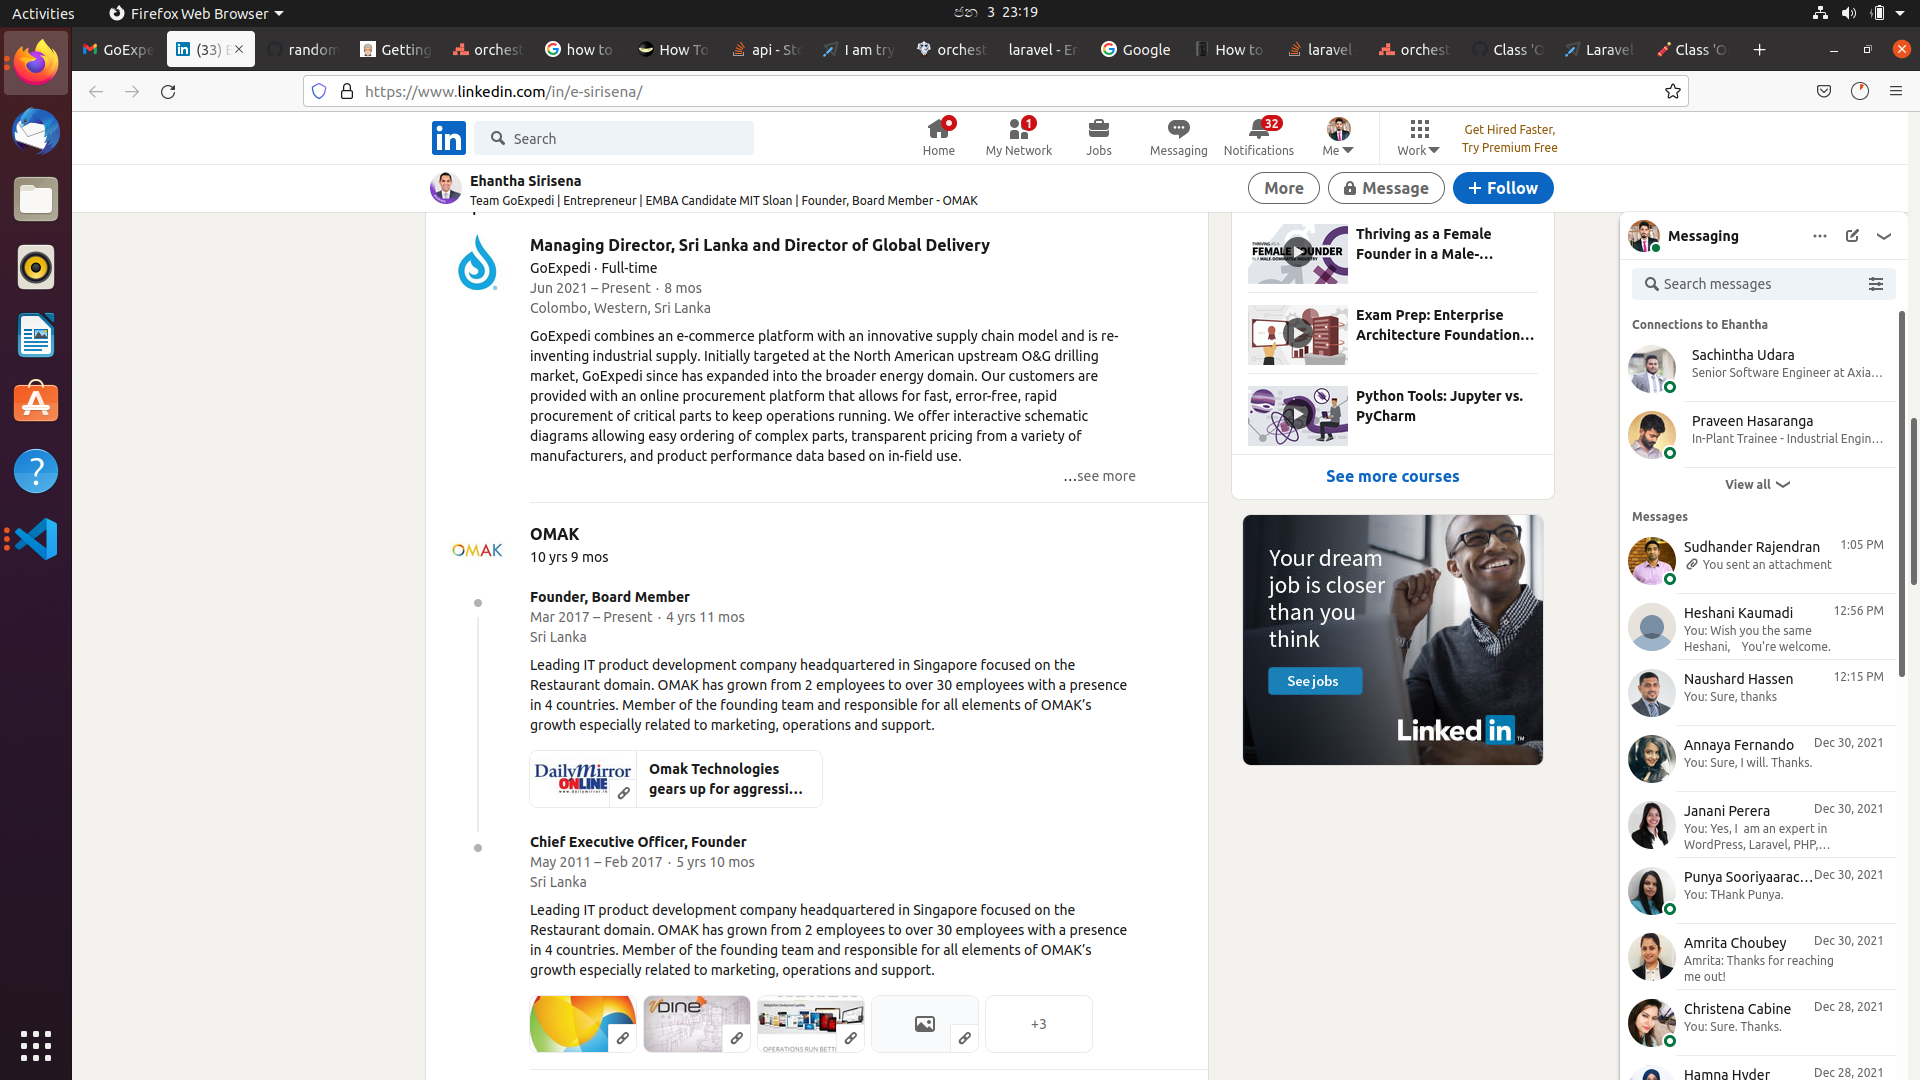 Activities
Firefox Web Browser
ජන 3 23:19
GoExpe
(33) E
random
Getting
orchest
how to
How To
api - Sto
I am try
orchest
laravel - Er
Google
How to
laravel
orchest
Class 'O
Laravel
Class 'O
https://www.linkedin.com/in/e-sirisena/
in
Search
Home
1
My Network
Jobs
Messaging
32
Notifications
Me
Work
Get Hired Faster,
Try Premium Free
Ehantha Sirisena
Team GoExpedi | Entrepreneur | EMBA Candidate MIT Sloan | Founder, Board Member - OMAK
More
Message
+ Follow
Managing Director, Sri Lanka and Director of Global Delivery
GoExpedi · Full-time
Jun 2021 – Present · 8 mos
Colombo, Western, Sri Lanka
GoExpedi combines an e-commerce platform with an innovative supply chain model and is re-
inventing industrial supply. Initially targeted at the North American upstream O&G drilling
market, GoExpedi since has expanded into the broader energy domain. Our customers are
provided with an online procurement platform that allows for fast, error-free, rapid
procurement of critical parts to keep operations running. We offer interactive schematic
diagrams allowing easy ordering of complex parts, transparent pricing from a variety of
manufacturers, and product performance data based on in-field use.
…see more
OMAK
OMAK
10 yrs 9 mos
Founder, Board Member
Mar 2017 – Present · 4 yrs 11 mos
Sri Lanka
Leading IT product development company headquartered in Singapore focused on the
Restaurant domain. OMAK has grown from 2 employees to over 30 employees with a presence
in 4 countries. Member of the founding team and responsible for all elements of OMAK’s
growth especially related to marketing, operations and support.
DailyMirror
ONLINE
www.dailymirror.lk
Omak Technologies
gears up for aggressi…
Chief Executive Officer, Founder
May 2011 – Feb 2017 · 5 yrs 10 mos
Sri Lanka
Leading IT product development company headquartered in Singapore focused on the
Restaurant domain. OMAK has grown from 2 employees to over 30 employees with a presence
in 4 countries. Member of the founding team and responsible for all elements of OMAK’s
growth especially related to marketing, operations and support.
DINE
OPERATIONS RUN BETT
+3
THRIVING AS A
FEMALE FOUNDER
IN A MALE-DOMINATED INDUSTRY
Thriving as a Female
Founder in a Male-…
Exam Prep: Enterprise
Architecture Foundation…
Python Tools: Jupyter vs.
PyCharm
See more courses
Your dream
job is closer
than you
think
See jobs
Linked in ™
Messaging
Search messages
Connections to Ehantha
Sachintha Udara
Senior Software Engineer at Axia…
Praveen Hasaranga
In-Plant Trainee - Industrial Engin…
View all
Messages
Sudhander Rajendran 1:05 PM
You sent an attachment
Heshani Kaumadi 12:56 PM
You: Wish you the same
Heshani, You're welcome.
Naushard Hassen 12:15 PM
You: Sure, thanks
Annaya Fernando Dec 30, 2021
You: Sure, I will. Thanks.
Janani Perera Dec 30, 2021
You: Yes, I am an expert in
WordPress, Laravel, PHP,…
Punya Sooriyaarac… Dec 30, 2021
You: THank Punya.
Amrita Choubey Dec 30, 2021
Amrita: Thanks for reaching
me out!
Christena Cabine Dec 28, 2021
You: Sure. Thanks.
Hamna Hyder Dec 28, 2021